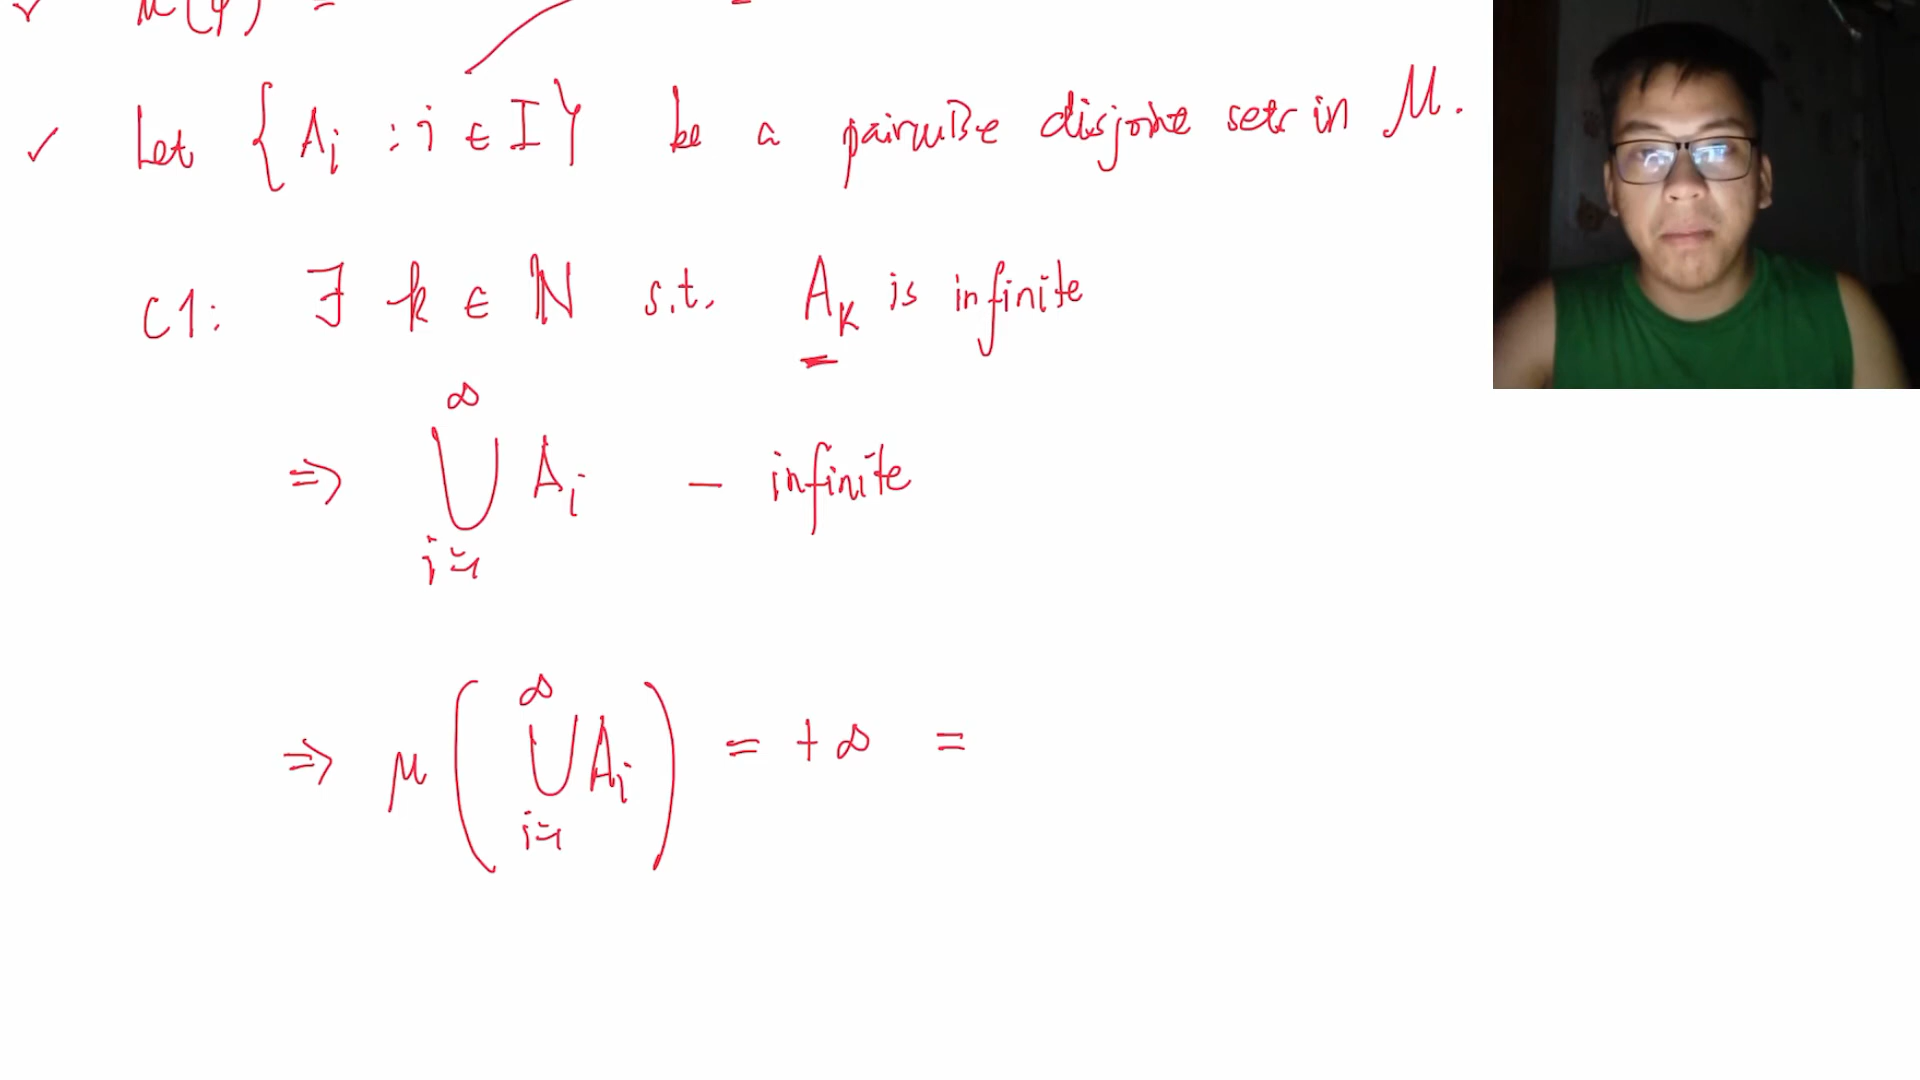 μ(φ) =
Let {A_i : i ∈ I} be a pairwise disjoint sets in M.
C1: ∃ k ∈ ℕ s.t. A_k is infinite
⇒ ⋃_{i=1}^{∞} A_i – infinite
⇒ μ(⋃_{i=1}^{∞} A_i) = +∞ =